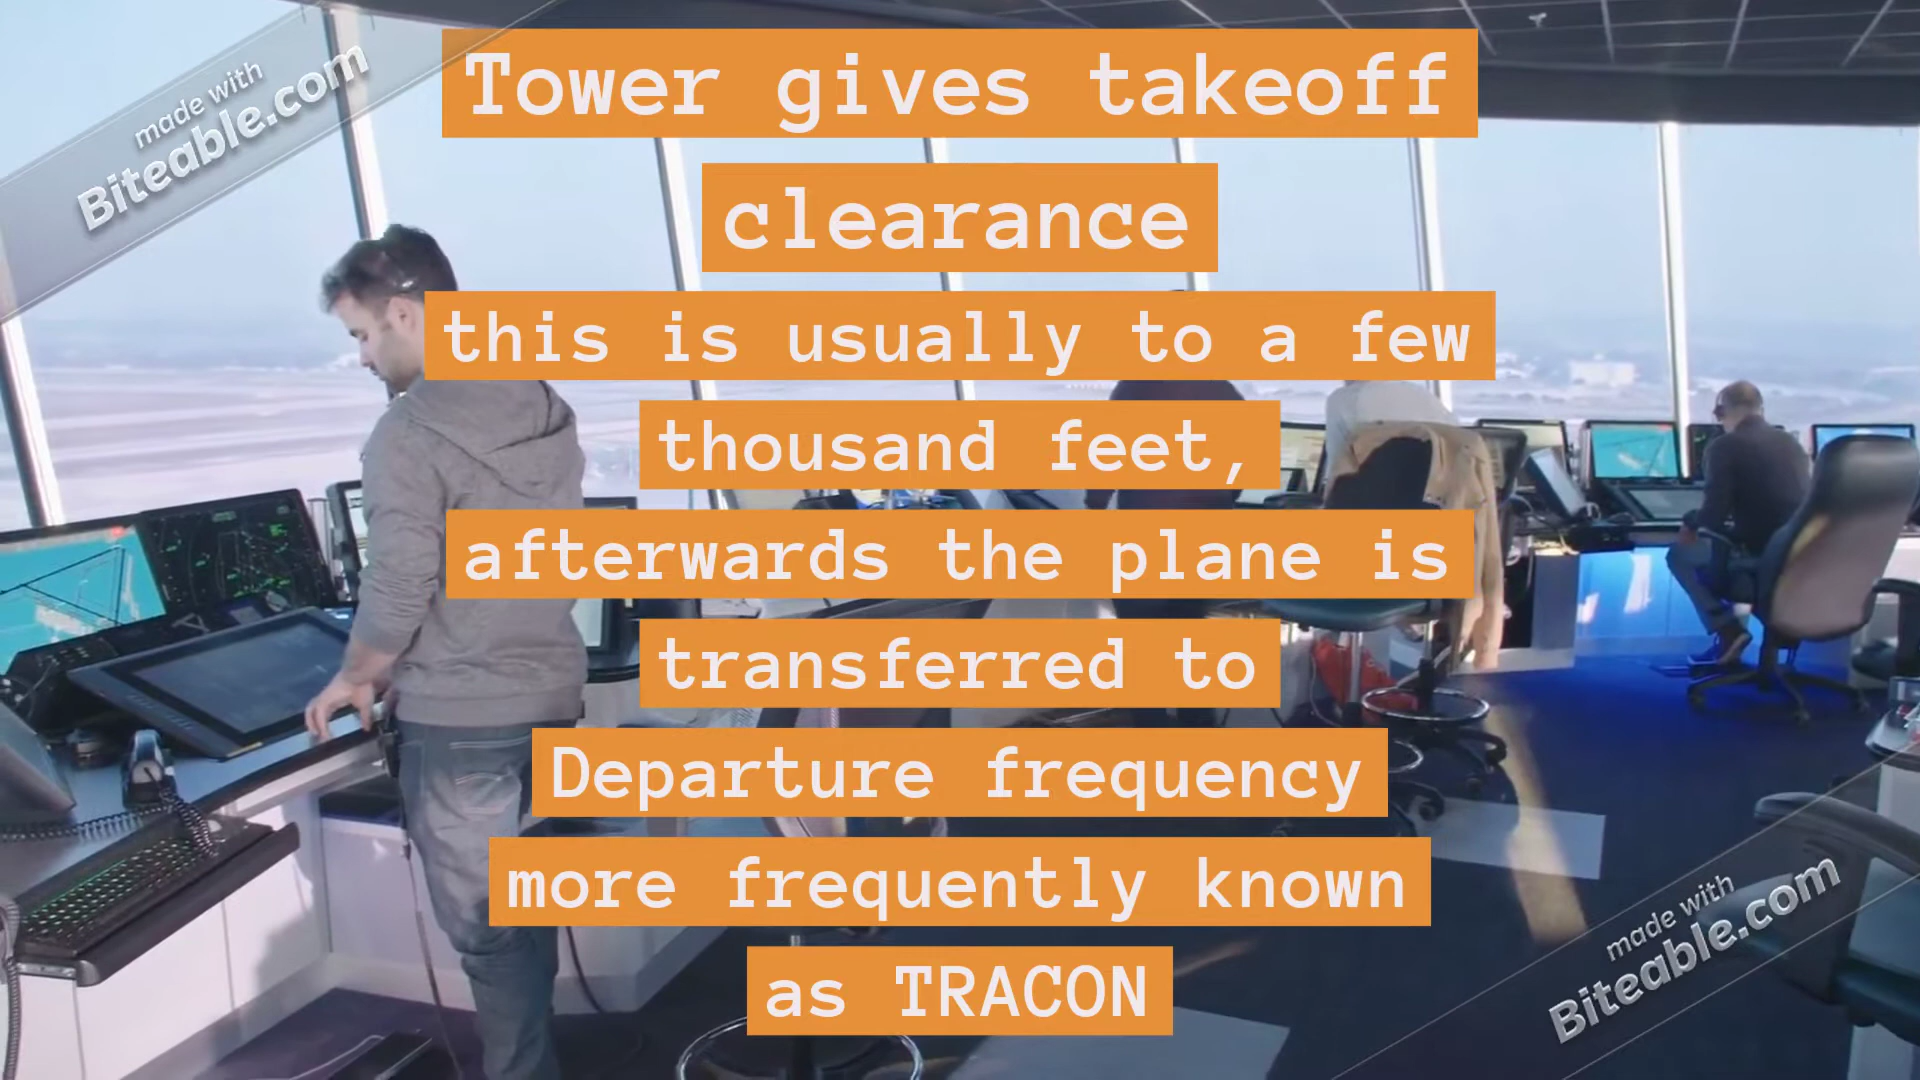 made with
Biteable.com
Tower gives takeoff
clearance
this is usually to a few
thousand feet,
afterwards the plane is
transferred to
Departure frequency
more frequently known
as TRACON
made with
Biteable.com